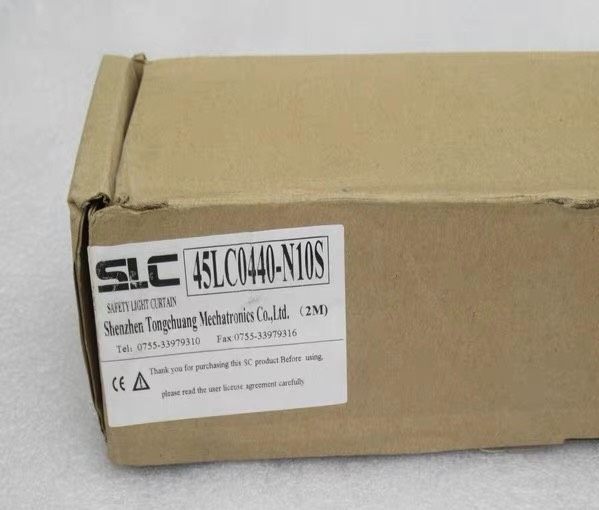 SLC 45LC0440-N10S
SAFETY LIGHT CURTAIN
Shenzhen Tongchuang Mechatronics Co.,Ltd. (2M)
Tel: 0755-33979310 Fax:0755-33979316
Thank you for purchasing this SC product Before using,
CE please read the user license agreement carefully